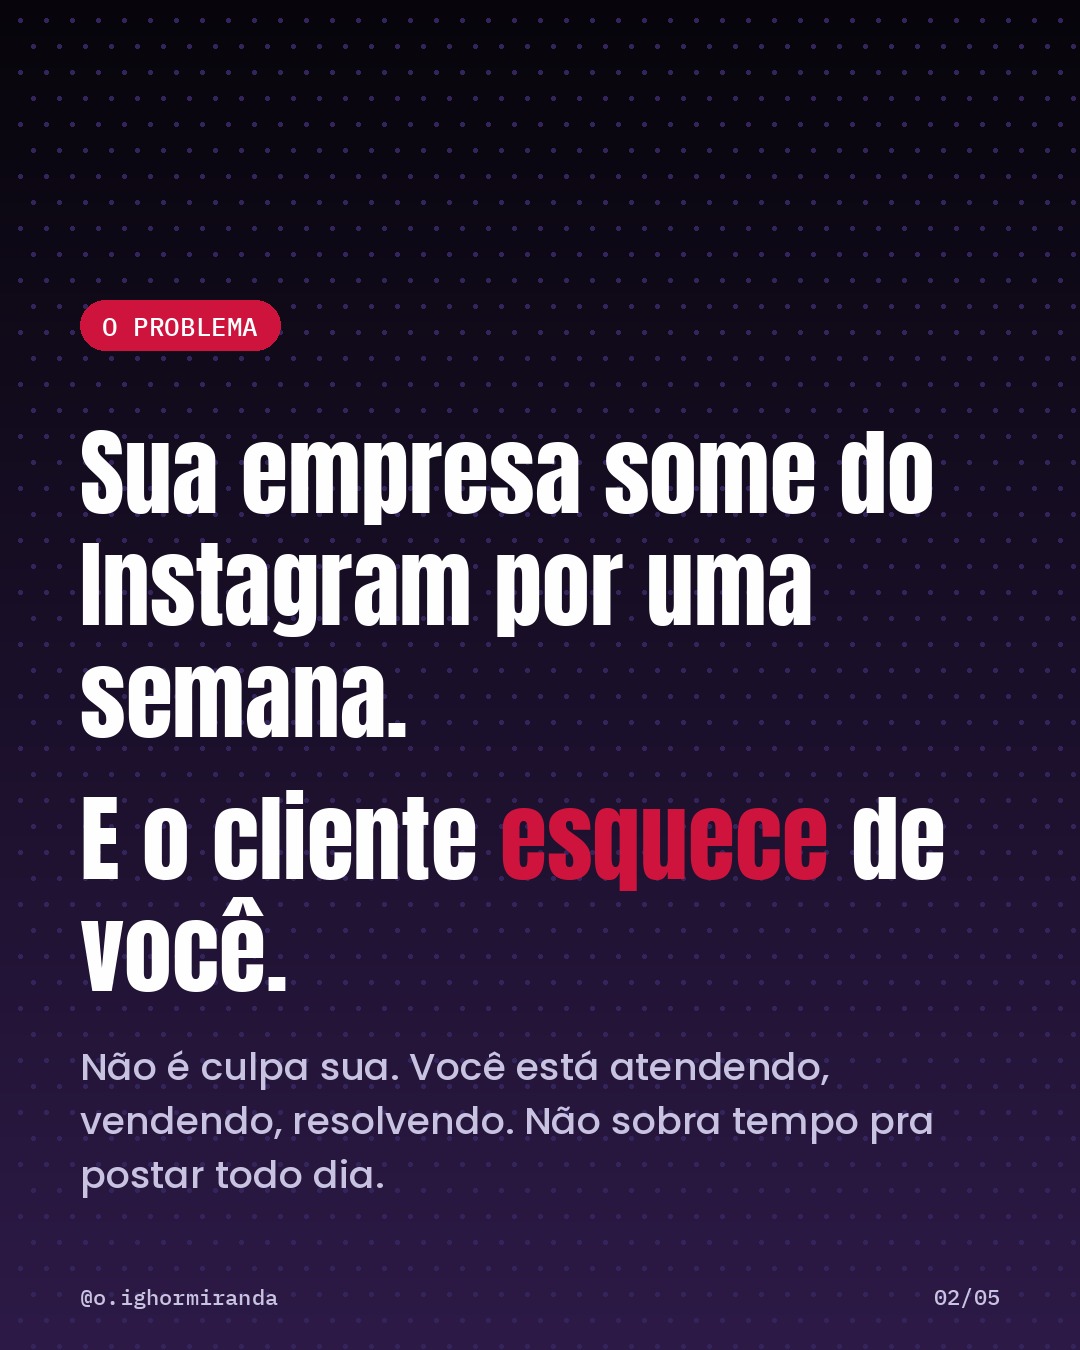 O PROBLEMA
Sua empresa some do
Instagram por uma
semana.
E o cliente esquece de
você.
Não é culpa sua. Você está atendendo,
vendendo, resolvendo. Não sobra tempo pra
postar todo dia.
@o.ighormiranda
02/05